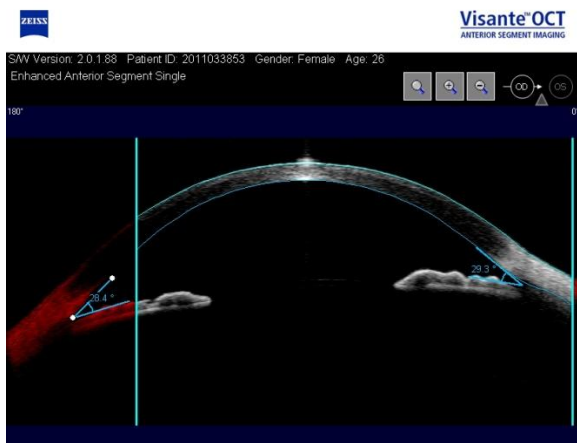 ZEISS
Visante™ OCT
ANTERIOR SEGMENT IMAGING
S/W Version: 2.0.1.88 Patient ID: 2011033853 Gender: Female Age: 26
Enhanced Anterior Segment Single
OD OS
180° 0°
28.4 °
29.3 °